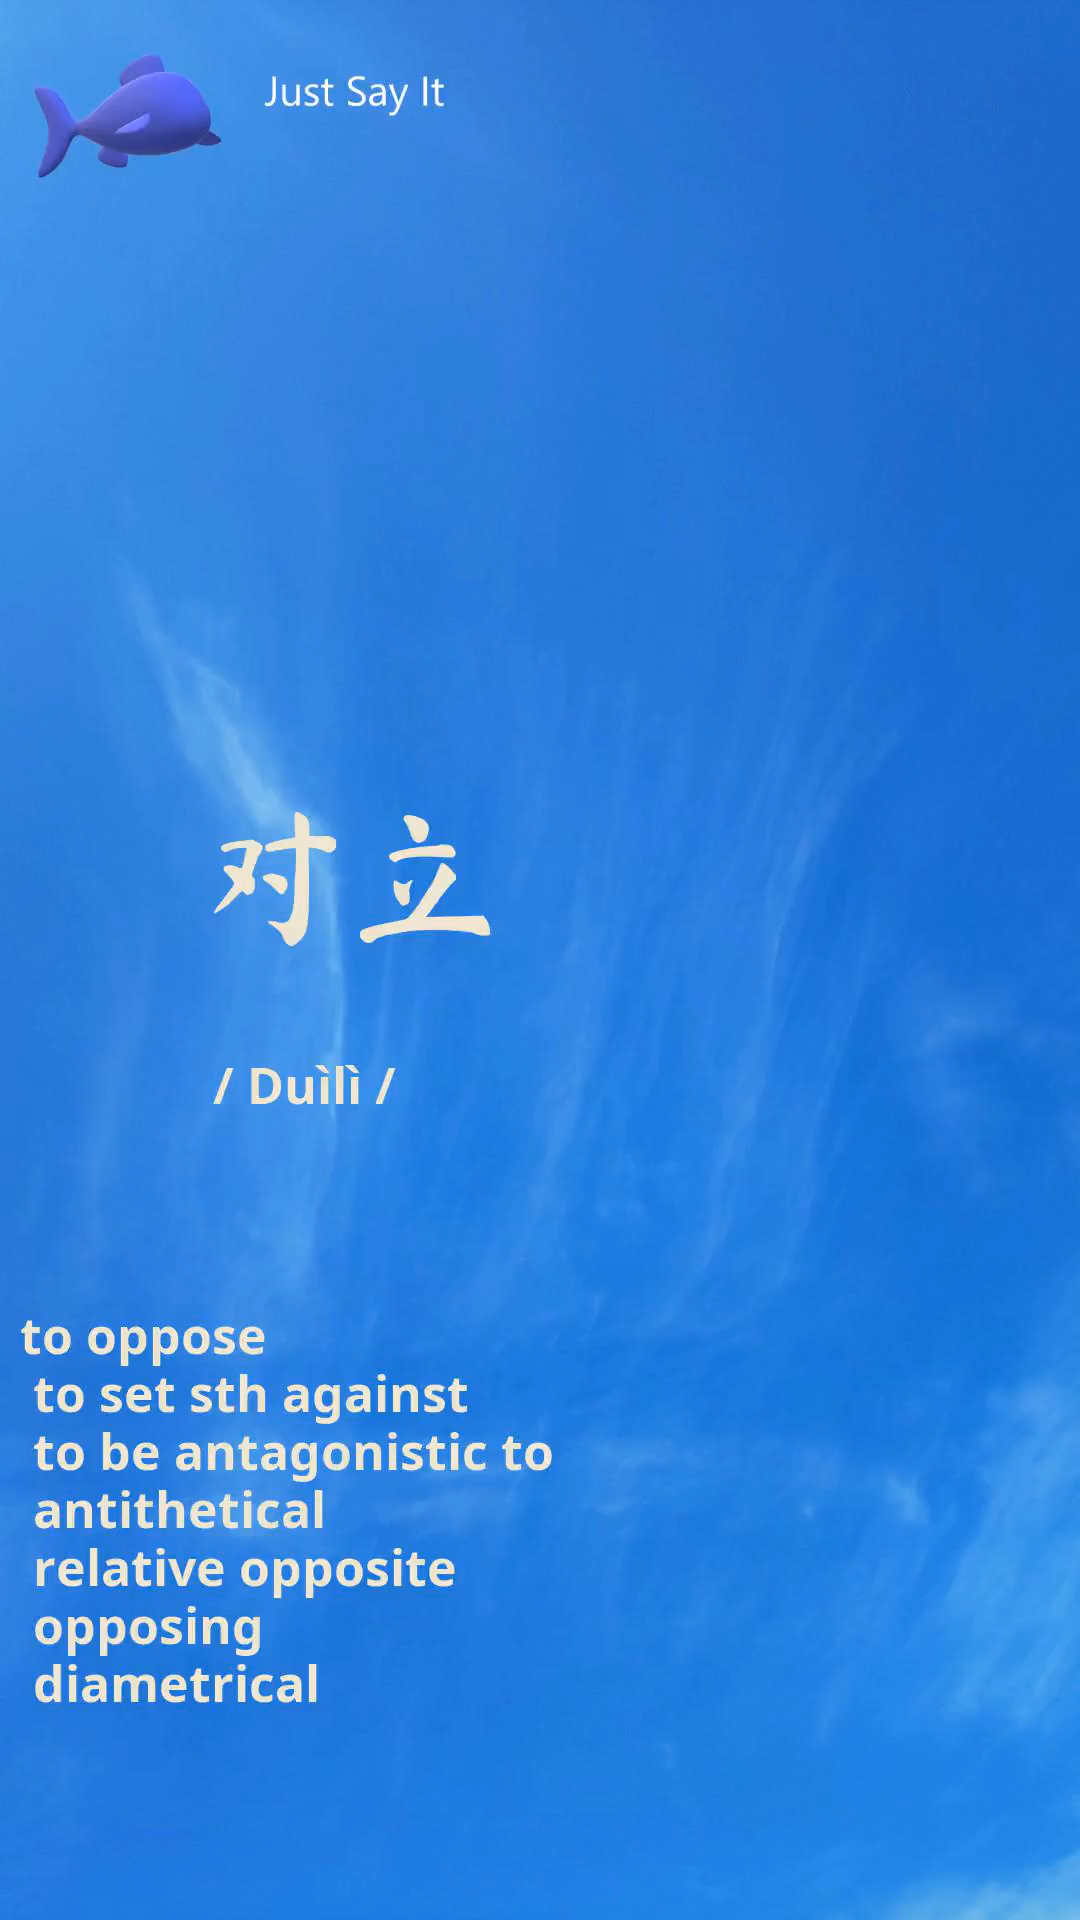 Just Say It
对立
/ Duìlì /
to oppose
to set sth against
to be antagonistic to
antithetical
relative opposite
opposing
diametrical